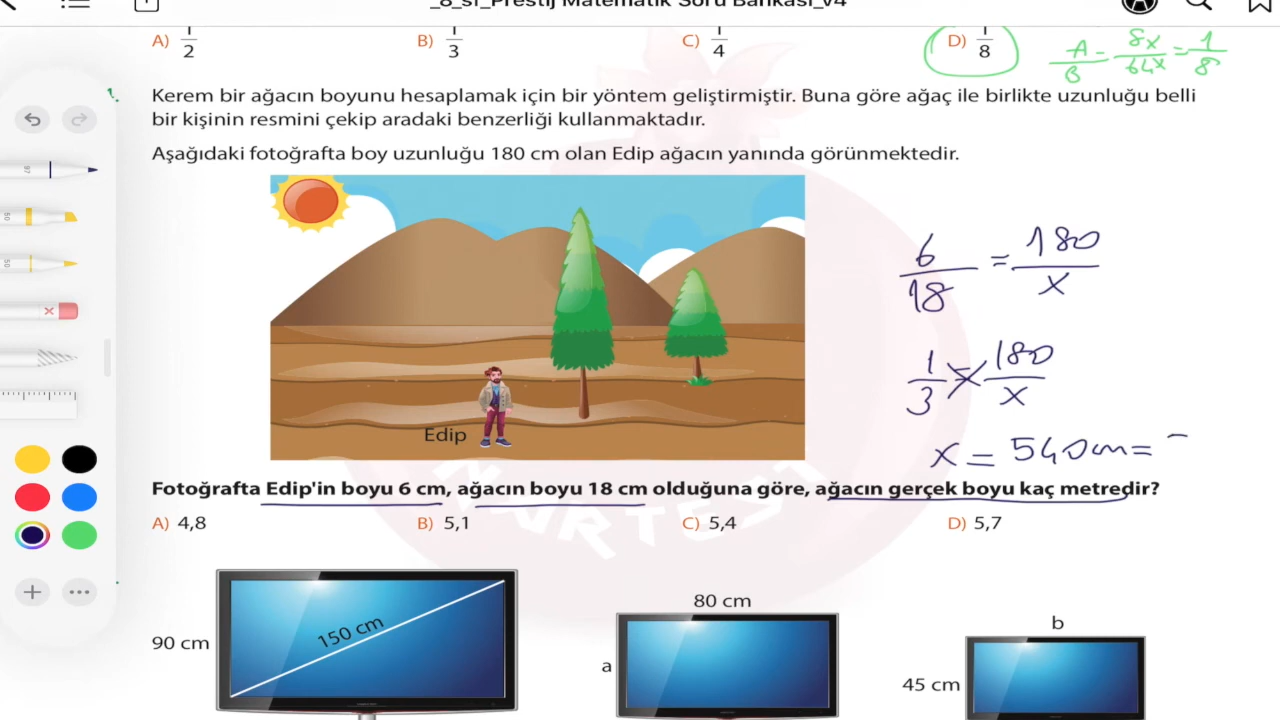 _8_sf_Prestij Matematik Soru Bankası_v4
A) 1/2 B) 1/3 C) 1/4 D) 1/8
A/B = 8x/64x = 1/8
Kerem bir ağacın boyunu hesaplamak için bir yöntem geliştirmiştir. Buna göre ağaç ile birlikte uzunluğu belli
bir kişinin resmini çekip aradaki benzerliği kullanmaktadır.
Aşağıdaki fotoğrafta boy uzunluğu 180 cm olan Edip ağacın yanında görünmektedir.
6/18 = 180/x
1/3 = 180/x
x = 540cm =
Edip
Fotoğrafta Edip'in boyu 6 cm, ağacın boyu 18 cm olduğuna göre, ağacın gerçek boyu kaç metredir?
A) 4,8 B) 5,1 C) 5,4 D) 5,7
80 cm
b
150 cm
90 cm
a
45 cm